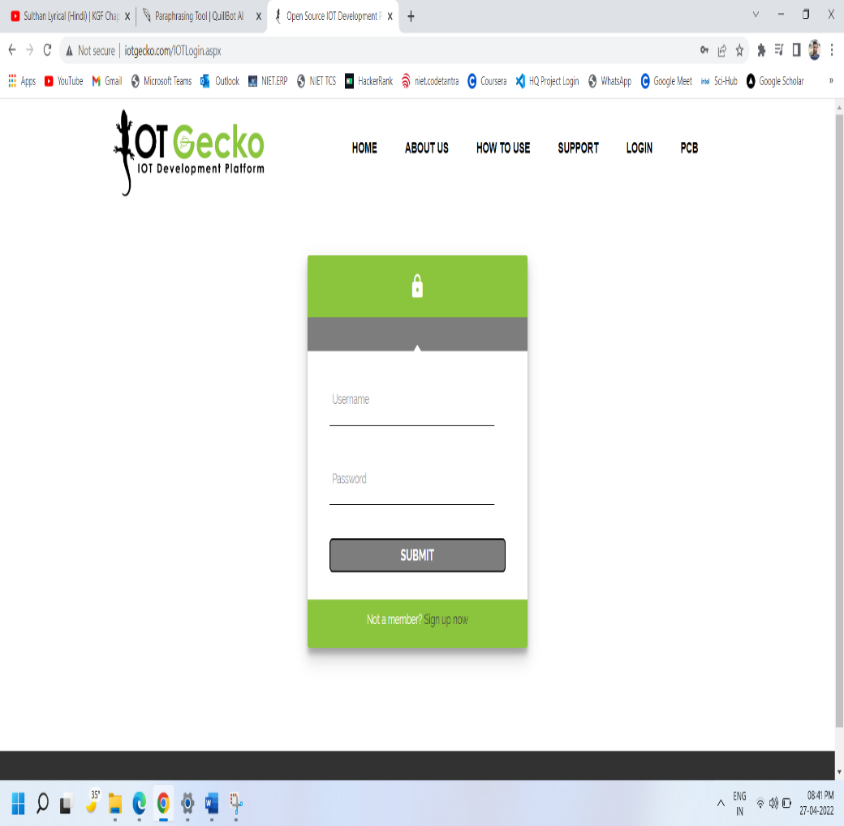 Sulthan Lyrical (Hindi) | KGF Chap
Paraphrasing Tool | QuillBot AI
Open Source IOT Development P
Not secure | iotgecko.com/IOTLogin.aspx
Apps YouTube Gmail Microsoft Teams Outlook NIET.ERP NIET TCS HackerRank niet.codetantra Coursera HQ Project Login WhatsApp Google Meet Sci-Hub Google Scholar »
IOT Gecko
IOT Development Platform
HOME ABOUT US HOW TO USE SUPPORT LOGIN PCB
Username
Password
SUBMIT
Not a member? Sign up now
35°
ENG
IN
08:41 PM
27-04-2022